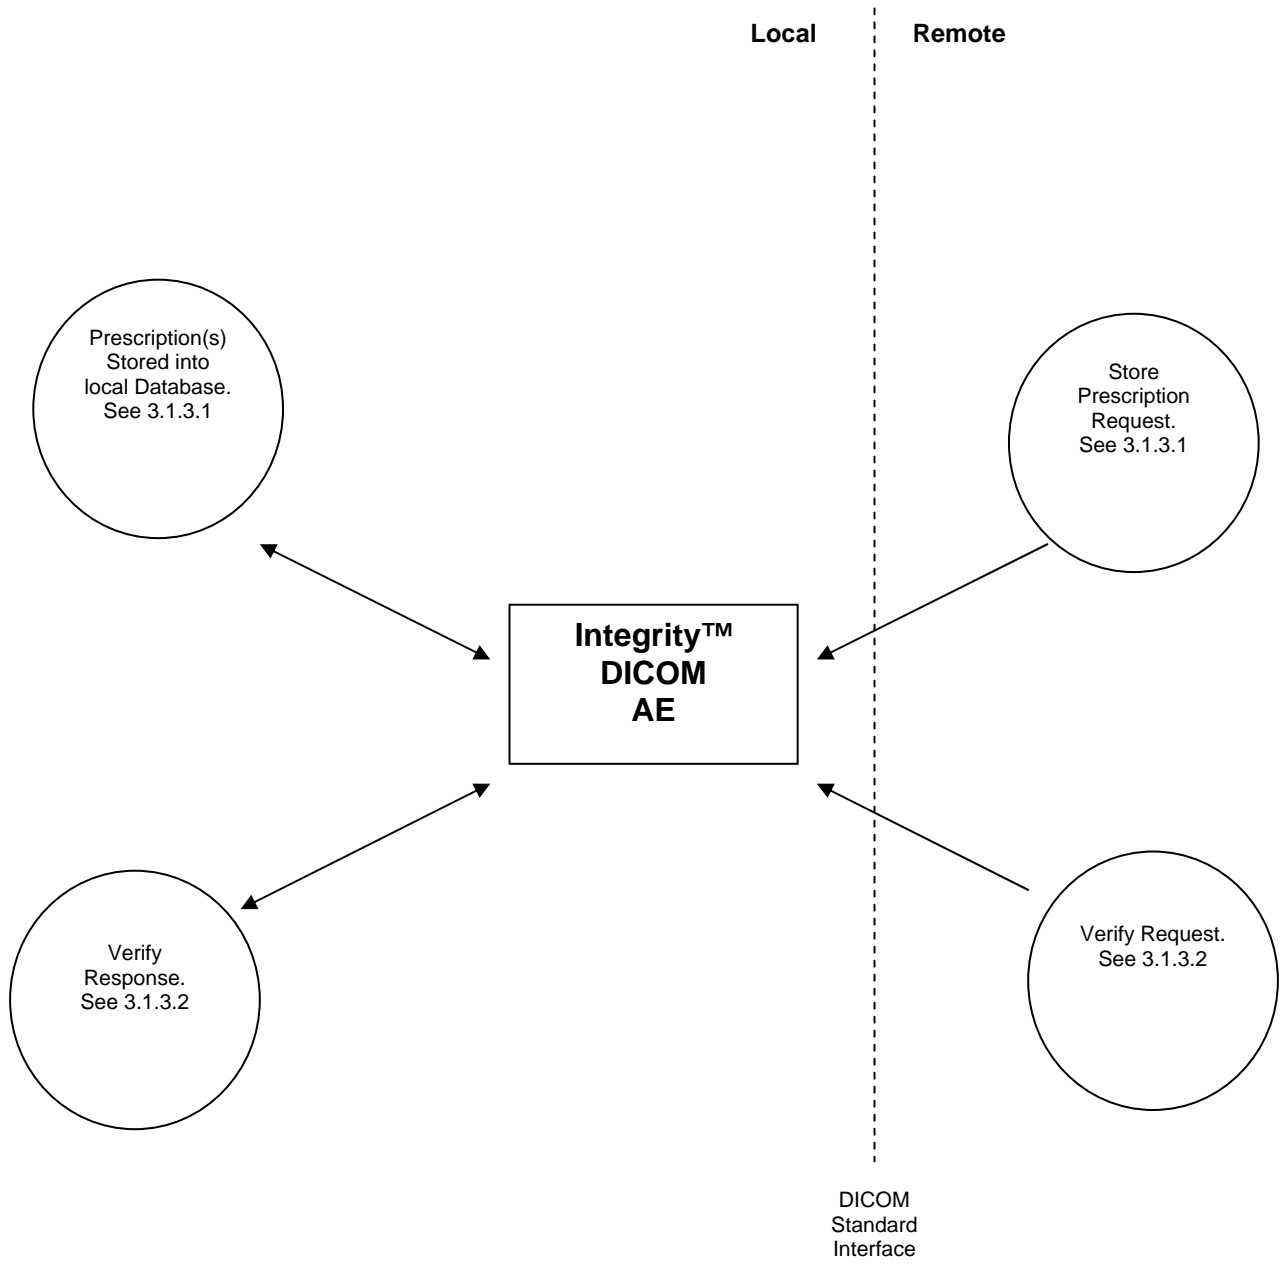 Local
Remote
Prescription(s)
Stored into
local Database.
See 3.1.3.1
Store
Prescription
Request.
See 3.1.3.1
Integrity™
DICOM
AE
Verify
Response.
See 3.1.3.2
Verify Request.
See 3.1.3.2
DICOM
Standard
Interface